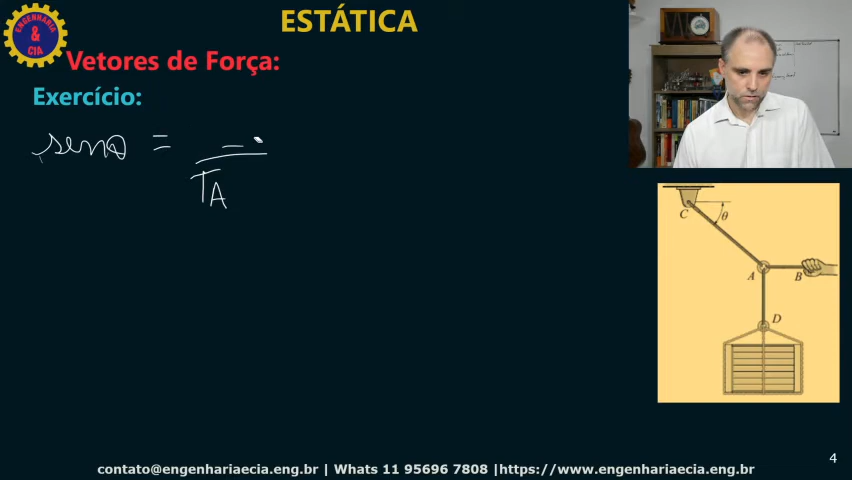 ESTÁTICA
ENGENHARIA
&
CIA
Vetores de Força:
Exercício:
senθ =
TA
C
θ
A
B
D
4
contato@engenhariaecia.eng.br | Whats 11 95696 7808 |https://www.engenhariaecia.eng.br